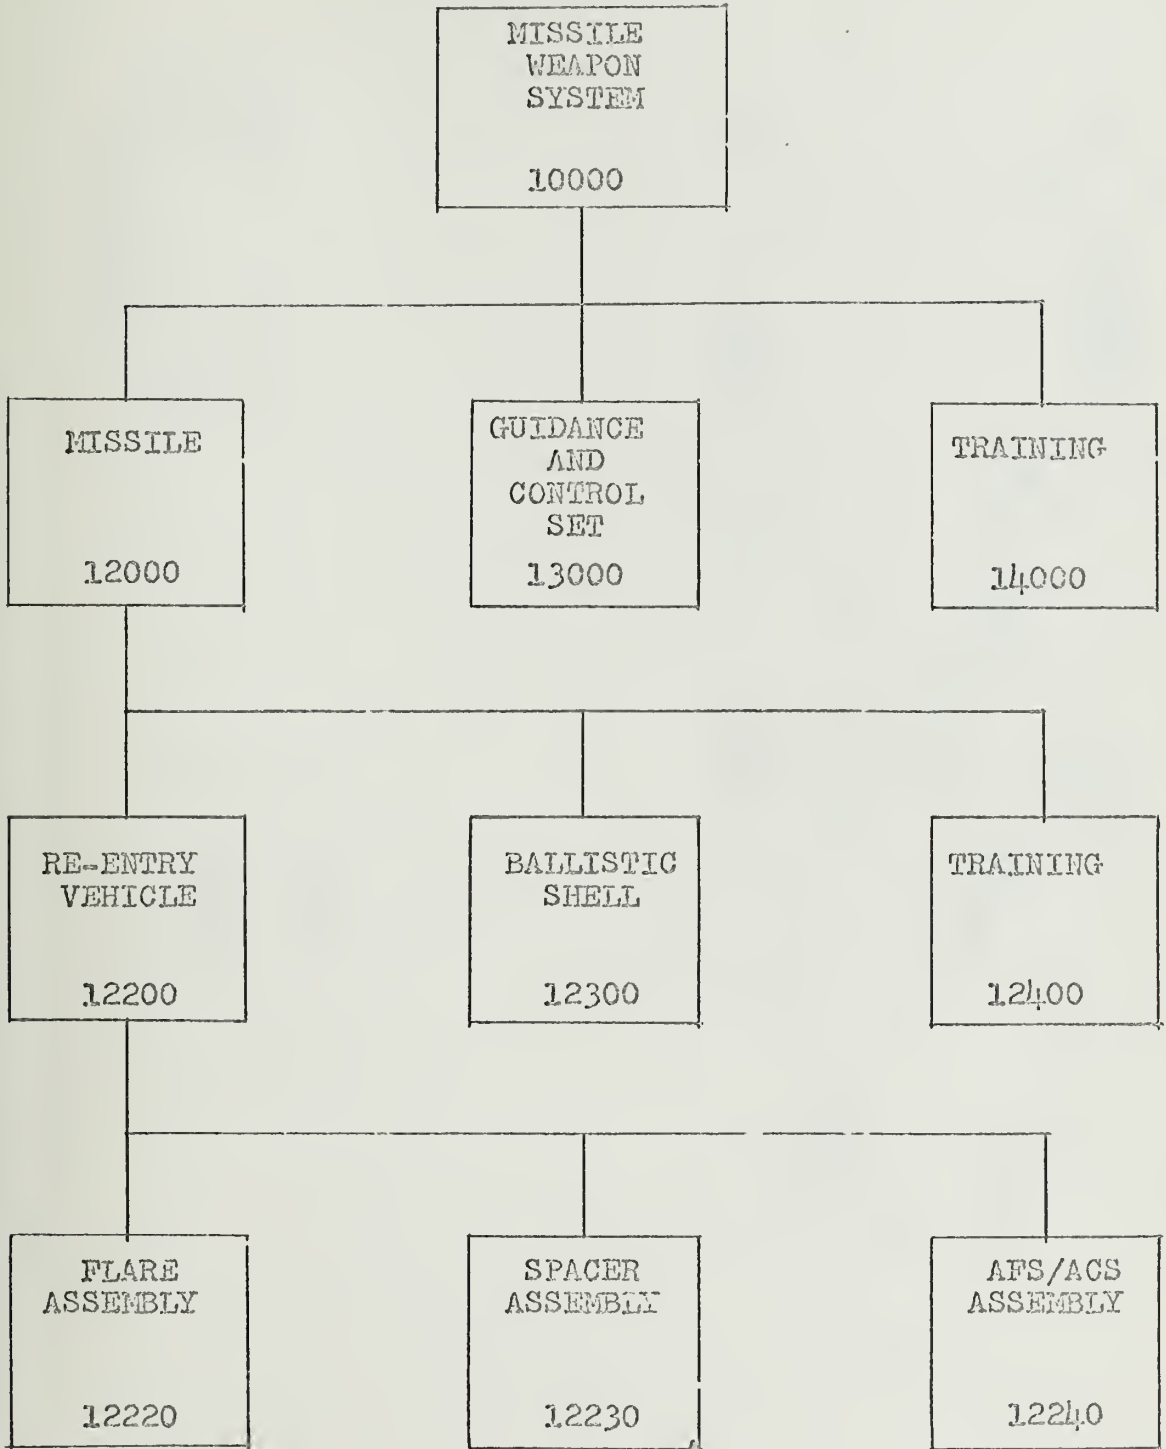 MISSILE
WEAPON
SYSTEM
10000
MISSILE
12000
GUIDANCE
AND
CONTROL
SET
13000
TRAINING
14000
RE-ENTRY
VEHICLE
12200
BALLISTIC
SHELL
12300
TRAINING
12400
FLARE
ASSEMBLY
12220
SPACER
ASSEMBLY
12230
AFS/ACS
ASSEMBLY
12240